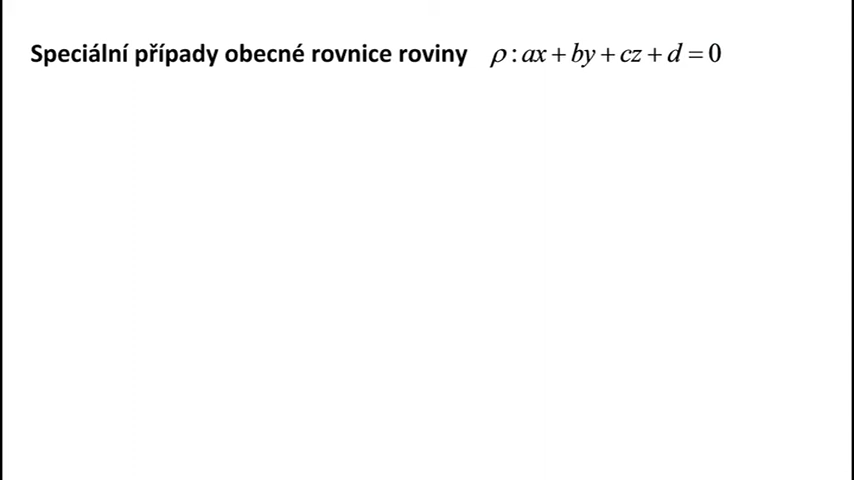 Speciální případy obecné rovnice roviny ρ : ax + by + cz + d = 0